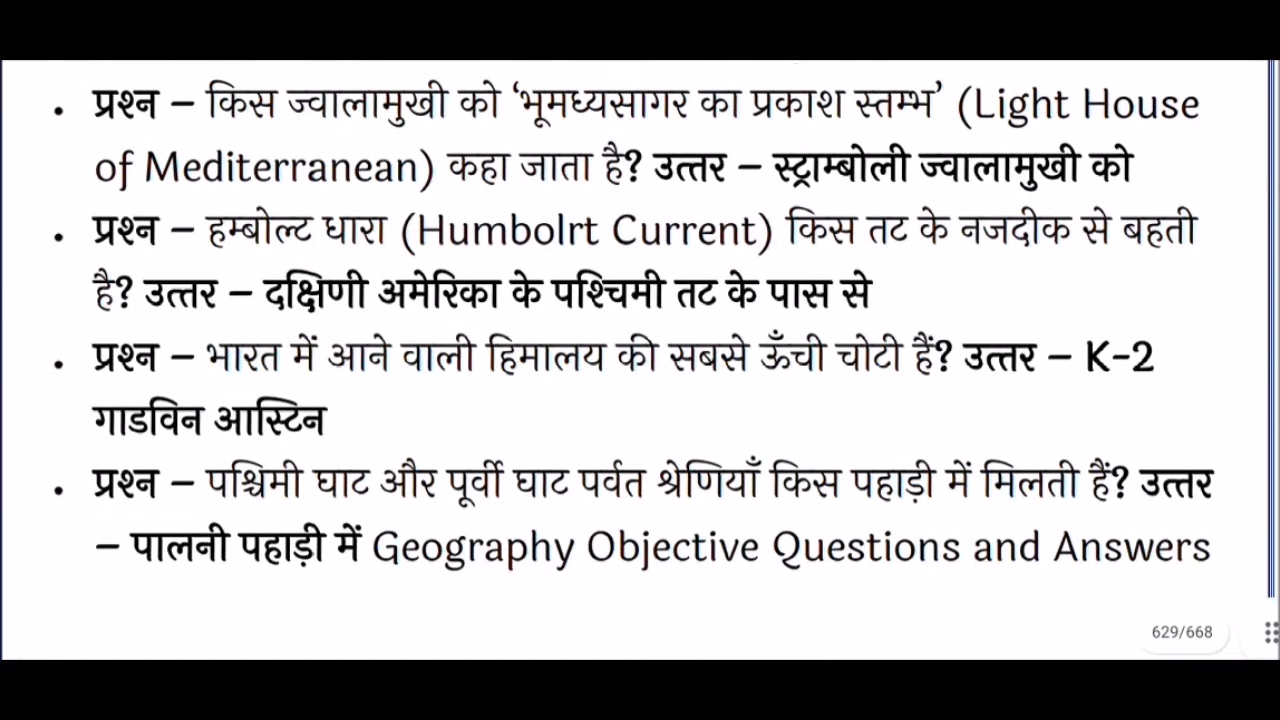 • प्रश्न – किस ज्वालामुखी को ‘भूमध्यसागर का प्रकाश स्तम्भ’ (Light House
of Mediterranean) कहा जाता है? उत्तर – स्ट्राम्बोली ज्वालामुखी को
• प्रश्न – हम्बोल्ट धारा (Humbolrt Current) किस तट के नजदीक से बहती
है? उत्तर – दक्षिणी अमेरिका के पश्चिमी तट के पास से
• प्रश्न – भारत में आने वाली हिमालय की सबसे ऊँची चोटी हैं? उत्तर – K-2
गाडविन आस्टिन
• प्रश्न – पश्चिमी घाट और पूर्वी घाट पर्वत श्रेणियाँ किस पहाड़ी में मिलती हैं? उत्तर
– पालनी पहाड़ी में Geography Objective Questions and Answers
629/668